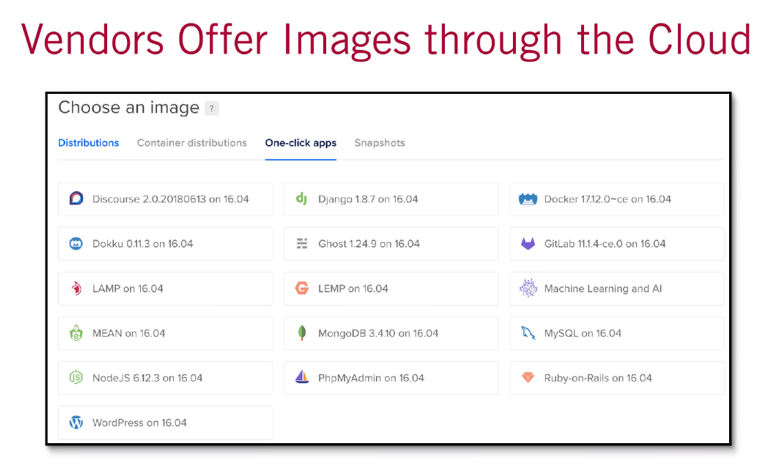 Vendors Offer Images through the Cloud
Choose an image ?
Distributions Container distributions One-click apps Snapshots
Discourse 2.0.20180613 on 16.04 Django 1.8.7 on 16.04 Docker 17.12.0~ce on 16.04
Dokku 0.11.3 on 16.04 Ghost 1.24.9 on 16.04 GitLab 11.1.4-ce.0 on 16.04
LAMP on 16.04 LEMP on 16.04 Machine Learning and AI
MEAN on 16.04 MongoDB 3.4.10 on 16.04 MySQL on 16.04
NodeJS 6.12.3 on 16.04 PhpMyAdmin on 16.04 Ruby-on-Rails on 16.04
WordPress on 16.04